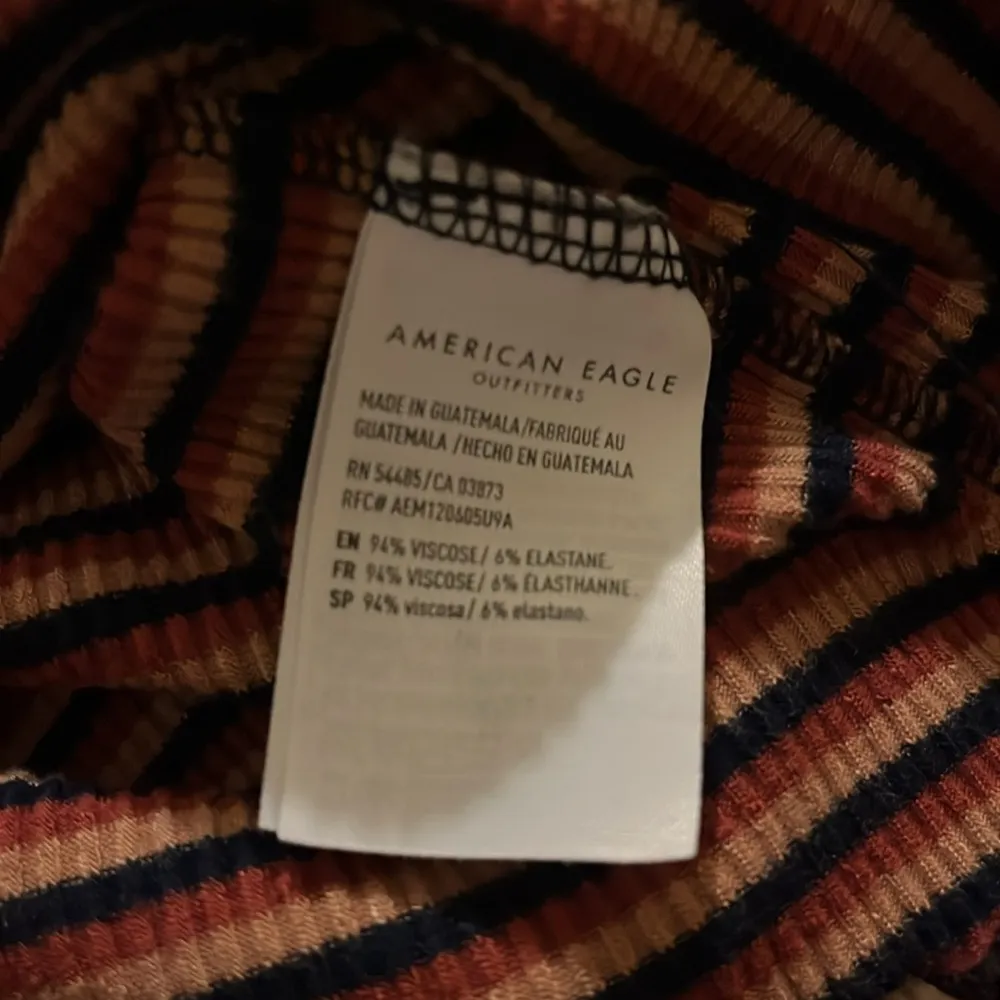 AMERICAN EAGLE
OUTFITTERS
MADE IN GUATEMALA/FABRIQUÉ AU
GUATEMALA /HECHO EN GUATEMALA
RN 54485/CA 03873
RFC# AEM120605U9A
EN 94% VISCOSE/ 6% ELASTANE.
FR 94% VISCOSE/ 6% ÉLASTHANNE.
SP 94% viscosa/ 6% elastano.